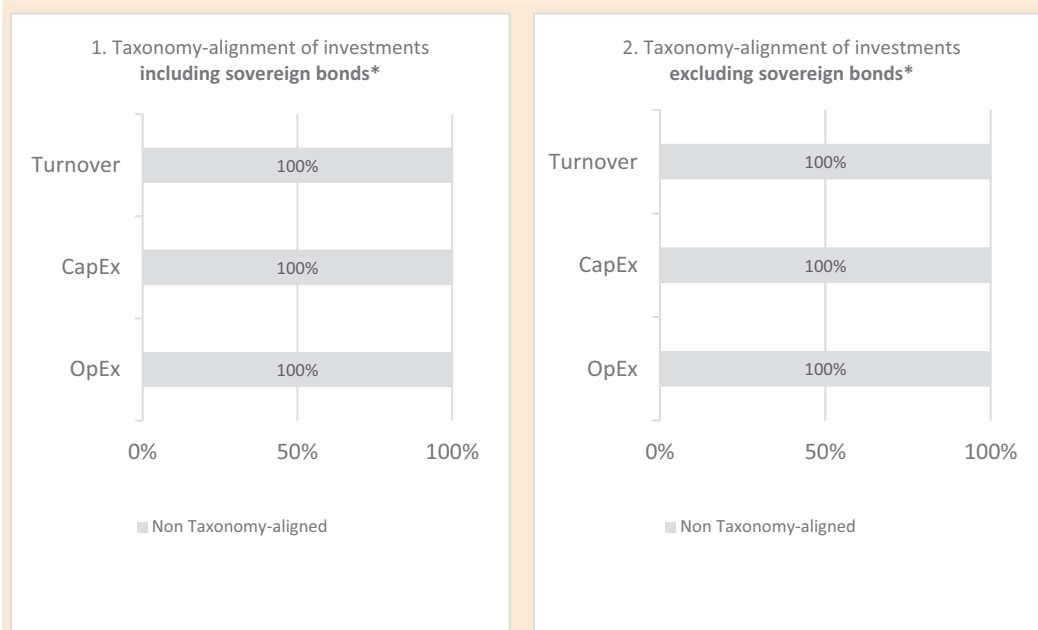 1. Taxonomy-alignment of investments
including sovereign bonds*
Turnover
100%
CapEx
100%
OpEx
100%
0% 50% 100%
Non Taxonomy-aligned
2. Taxonomy-alignment of investments
excluding sovereign bonds*
Turnover
100%
CapEx
100%
OpEx
100%
0% 50% 100%
Non Taxonomy-aligned